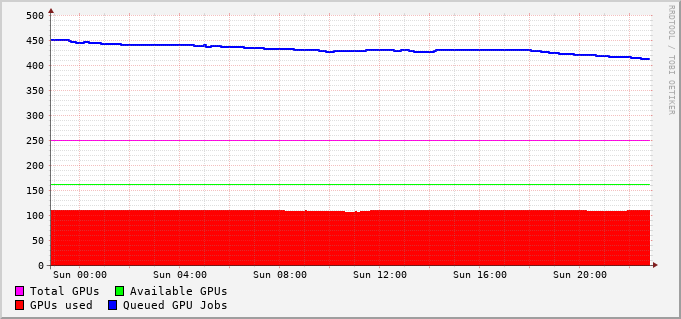 500
450
400
350
300
250
200
150
100
50
0
Sun 00:00 Sun 04:00 Sun 08:00 Sun 12:00 Sun 16:00 Sun 20:00
Total GPUs Available GPUs
GPUs used Queued GPU Jobs
RRDTOOL / TOBI OETIKER